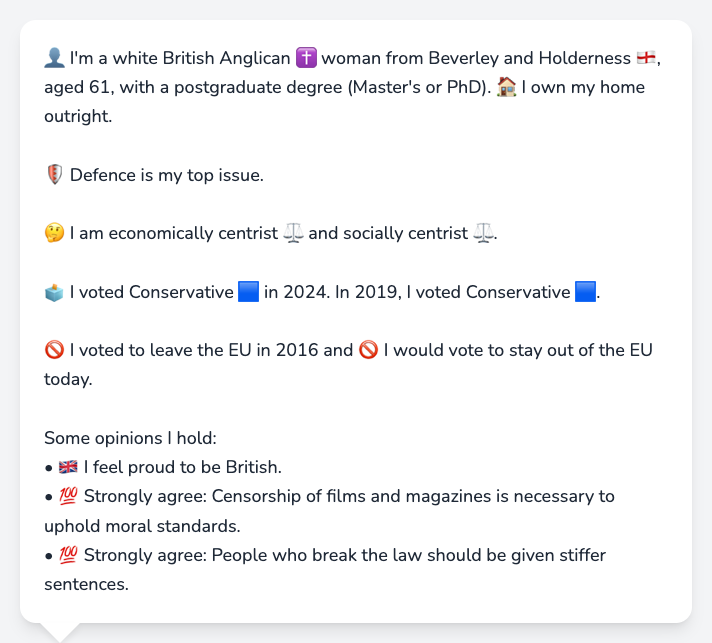 👤 I'm a white British Anglican ✝️ woman from Beverley and Holderness 🏴󠁧󠁢󠁥󠁮󠁧󠁿,
aged 61, with a postgraduate degree (Master's or PhD). 🏠 I own my home
outright.
🛡️ Defence is my top issue.
🤔 I am economically centrist ⚖️ and socially centrist ⚖️.
🗳️ I voted Conservative 🟦 in 2024. In 2019, I voted Conservative 🟦.
🚫 I voted to leave the EU in 2016 and 🚫 I would vote to stay out of the EU
today.
Some opinions I hold:
• 🇬🇧 I feel proud to be British.
• 💯 Strongly agree: Censorship of films and magazines is necessary to
uphold moral standards.
• 💯 Strongly agree: People who break the law should be given stiffer
sentences.